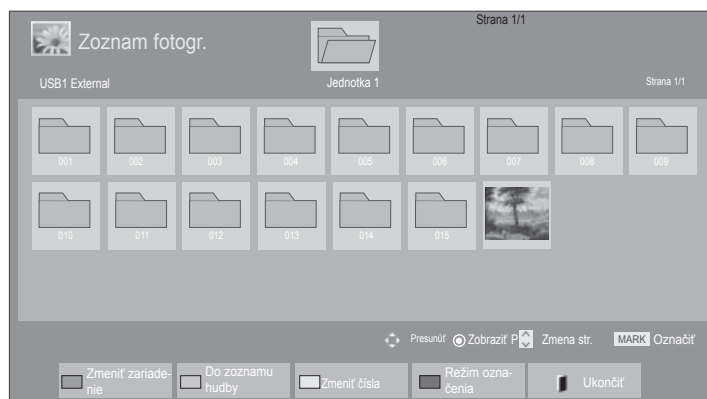 Strana 1/1
Zoznam fotogr.
USB1 External
Jednotka 1
Strana 1/1
001
002
003
004
005
006
007
008
009
010
011
012
013
014
015
Presunúť
Zobraziť
P
Zmena str.
MARK
Označiť
Zmeniť zariade-
nie
Do zoznamu
hudby
Zmeniť čísla
Režim ozna-
čenia
Ukončiť